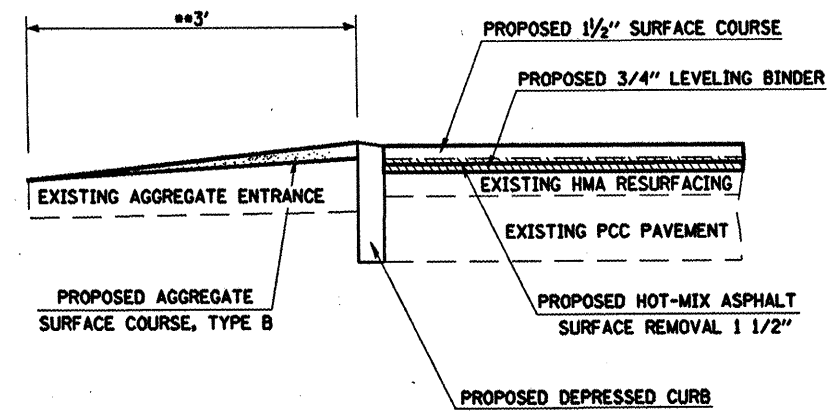 **3'
PROPOSED 1½" SURFACE COURSE
PROPOSED 3/4" LEVELING BINDER
EXISTING AGGREGATE ENTRANCE
EXISTING HMA RESURFACING
EXISTING PCC PAVEMENT
PROPOSED AGGREGATE
SURFACE COURSE, TYPE B
PROPOSED HOT-MIX ASPHALT
SURFACE REMOVAL 1 1/2"
PROPOSED DEPRESSED CURB